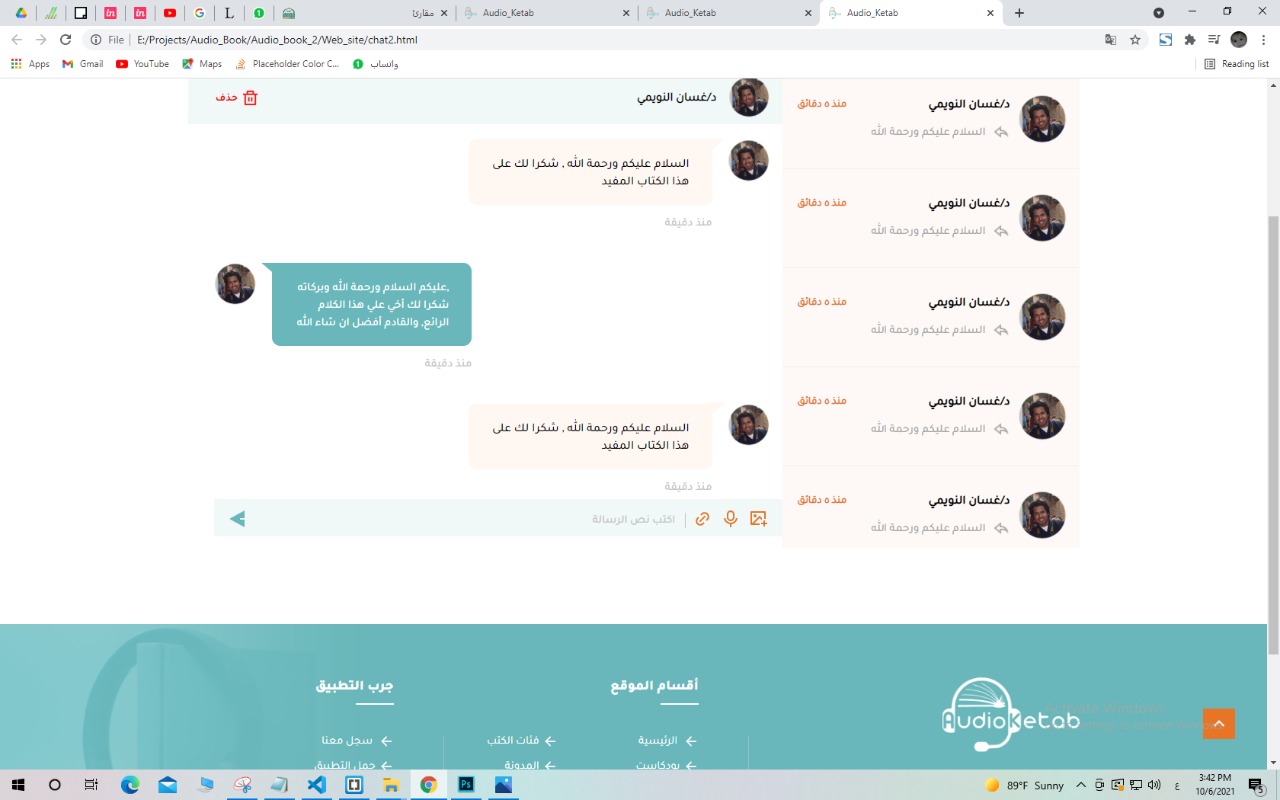 مقارئ
Audio_Ketab
Audio_Ketab
Audio_Ketab
File
E:/Projects/Audio_Book/Audio_book_2/Web_site/chat2.html
Apps
Gmail
YouTube
Maps
Placeholder Color C...
واتساب
Reading list
د/غسان النويمي
حذف
السلام عليكم ورحمة الله , شكرا لك على
هذا الكتاب المفيد
منذ دقيقة
,عليكم السلام ورحمة الله وبركاته
شكرا لك أخي علي هذا الكلام
الرائع, والقادم أفضل ان شاء الله
منذ دقيقة
السلام عليكم ورحمة الله , شكرا لك على
هذا الكتاب المفيد
منذ دقيقة
اكتب نص الرسالة
د/غسان النويمي
منذ ٥ دقائق
السلام عليكم ورحمة الله
د/غسان النويمي
منذ ٥ دقائق
السلام عليكم ورحمة الله
د/غسان النويمي
منذ ٥ دقائق
السلام عليكم ورحمة الله
د/غسان النويمي
منذ ٥ دقائق
السلام عليكم ورحمة الله
د/غسان النويمي
منذ ٥ دقائق
السلام عليكم ورحمة الله
AudioKetab
Activate Windows
أقسام الموقع
الرئيسية
فئات الكتب
بودكاست
المدونة
جرب التطبيق
سجل معنا
حمل التطبيق
89°F Sunny
ع
3:42 PM
10/6/2021
5